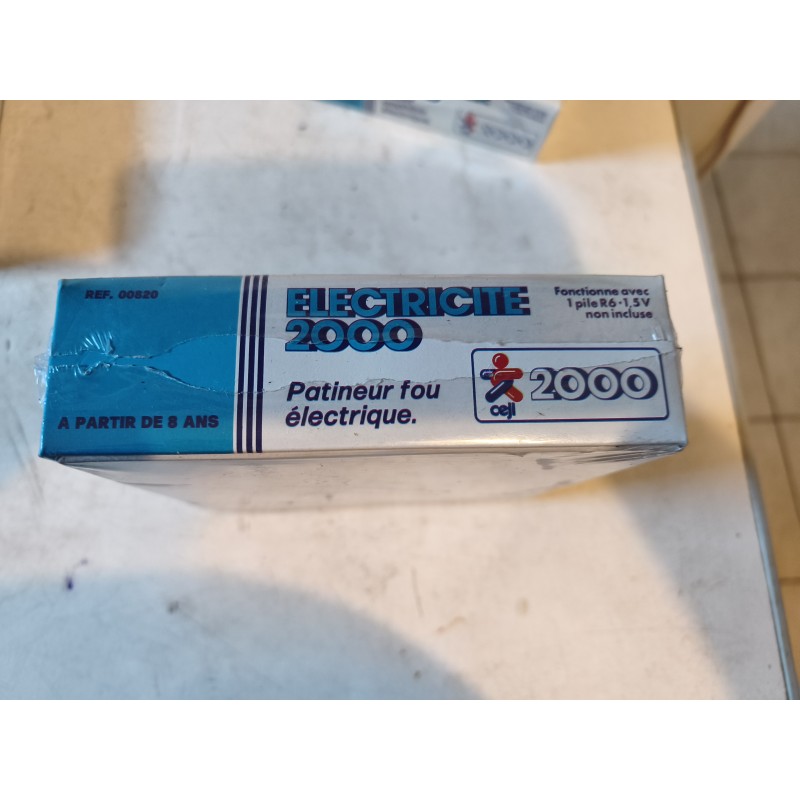 REF. 00820
A PARTIR DE 8 ANS
ELECTRICITE
2000
Patineur fou
électrique.
Fonctionne avec
1 pile R6·1,5V
non incluse
ceji
2000